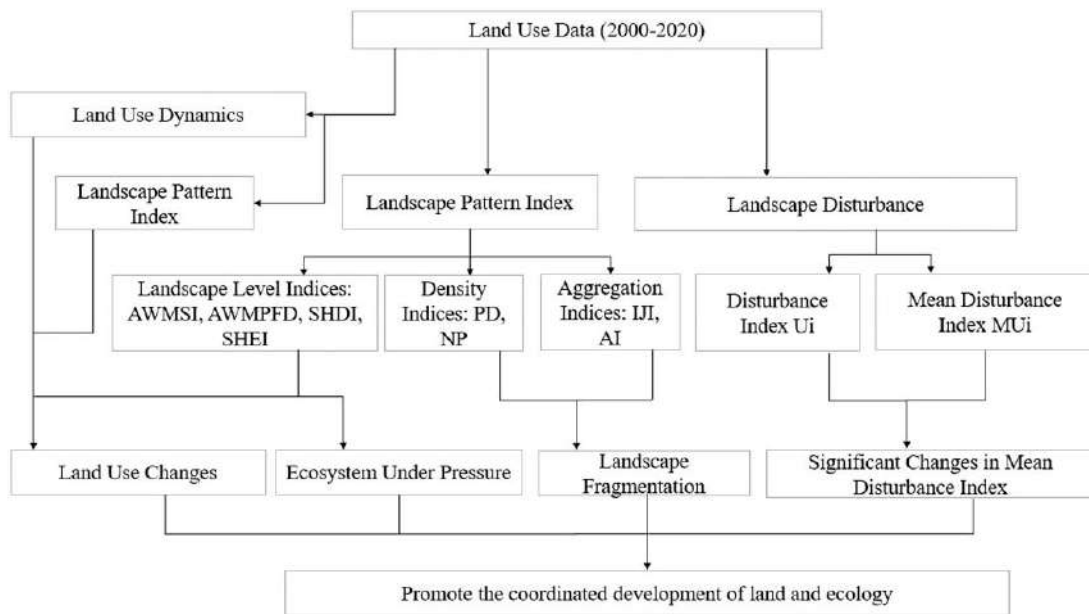 Land Use Data (2000-2020)
Land Use Dynamics
Landscape Pattern
Index
Landscape Pattern Index
Landscape Disturbance
Landscape Level Indices:
AWMSI, AWMPFD, SHDI,
SHEI
Density
Indices: PD,
NP
Aggregation
Indices: IJI,
AI
Disturbance
Index Ui
Mean Disturbance
Index MUi
Land Use Changes
Ecosystem Under Pressure
Landscape
Fragmentation
Significant Changes in Mean
Disturbance Index
Promote the coordinated development of land and ecology